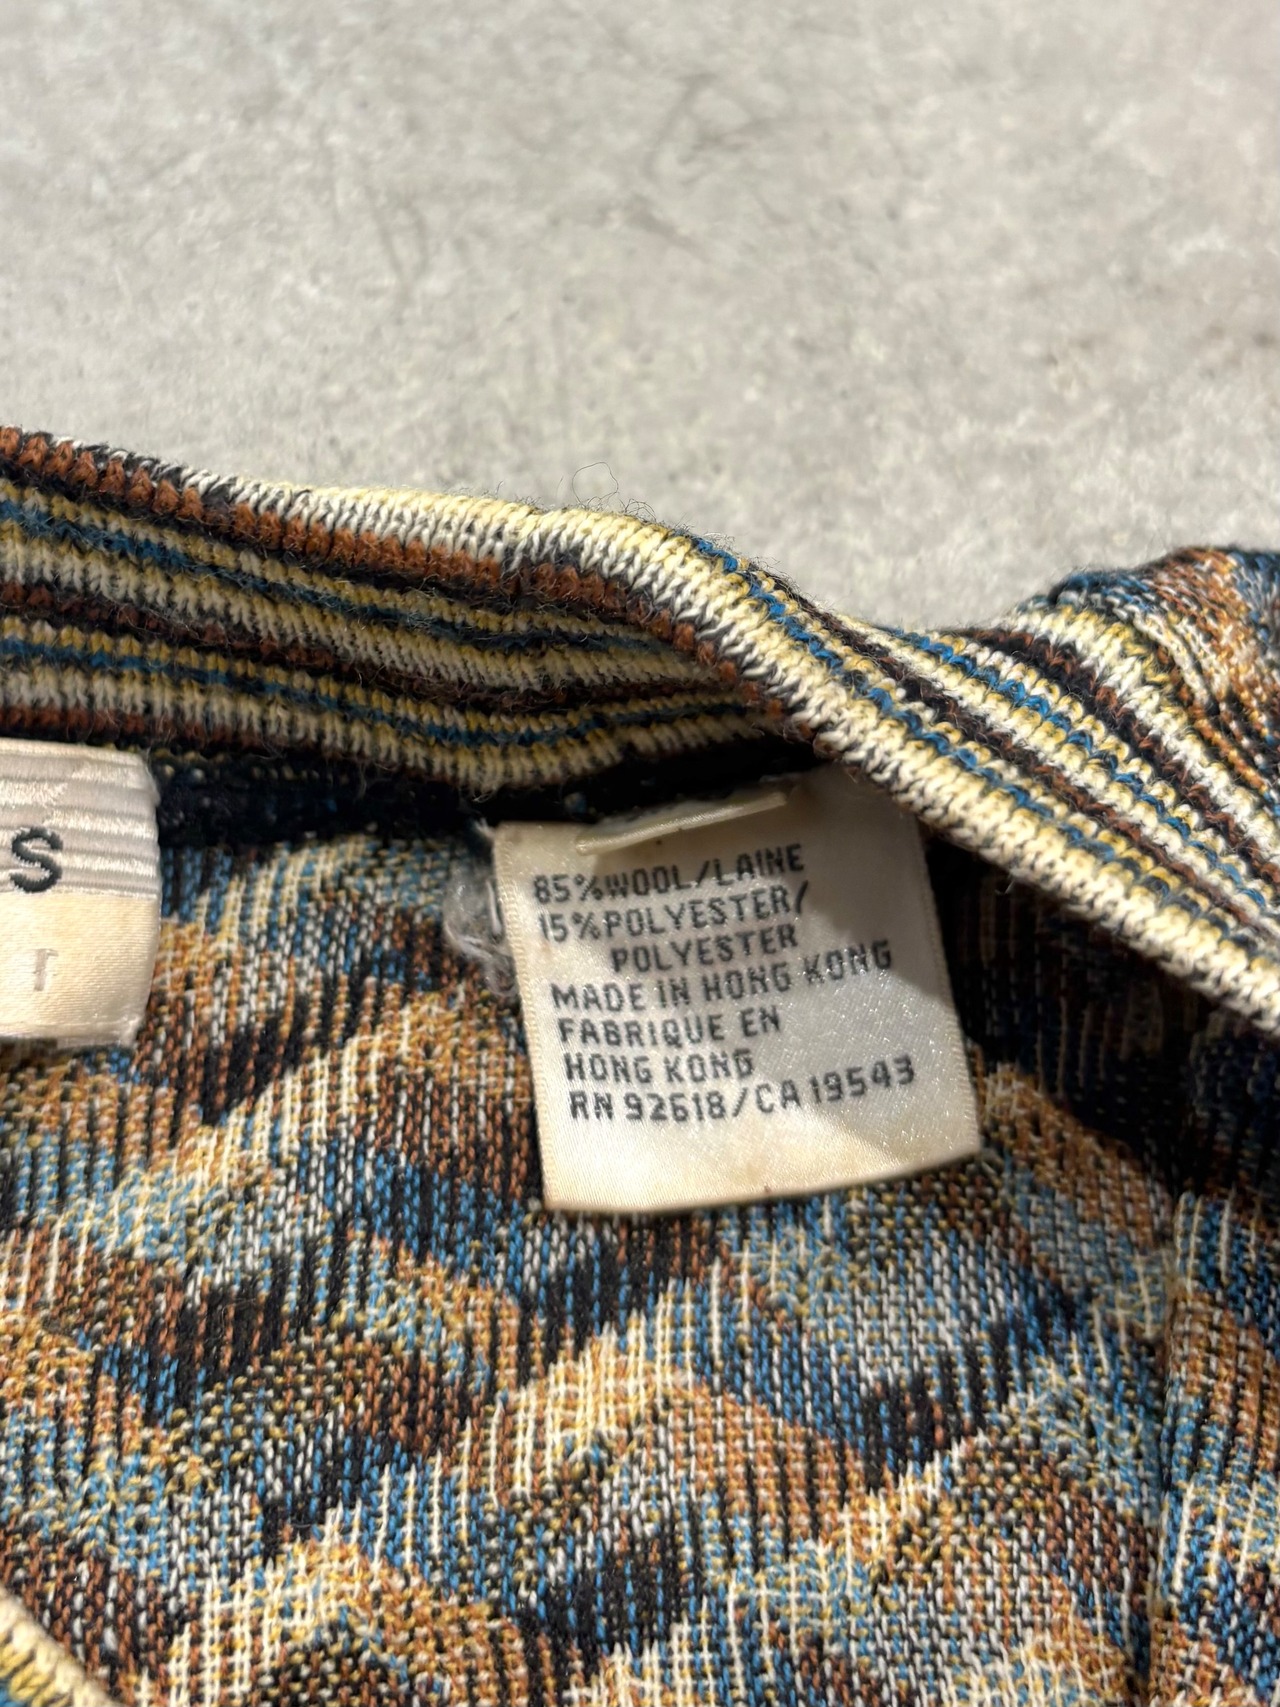 S
85%WOOL/LAINE
15%POLYESTER/
POLYESTER
MADE IN HONG KONG
FABRIQUE EN
HONG KONG
RN 92618/CA 19543